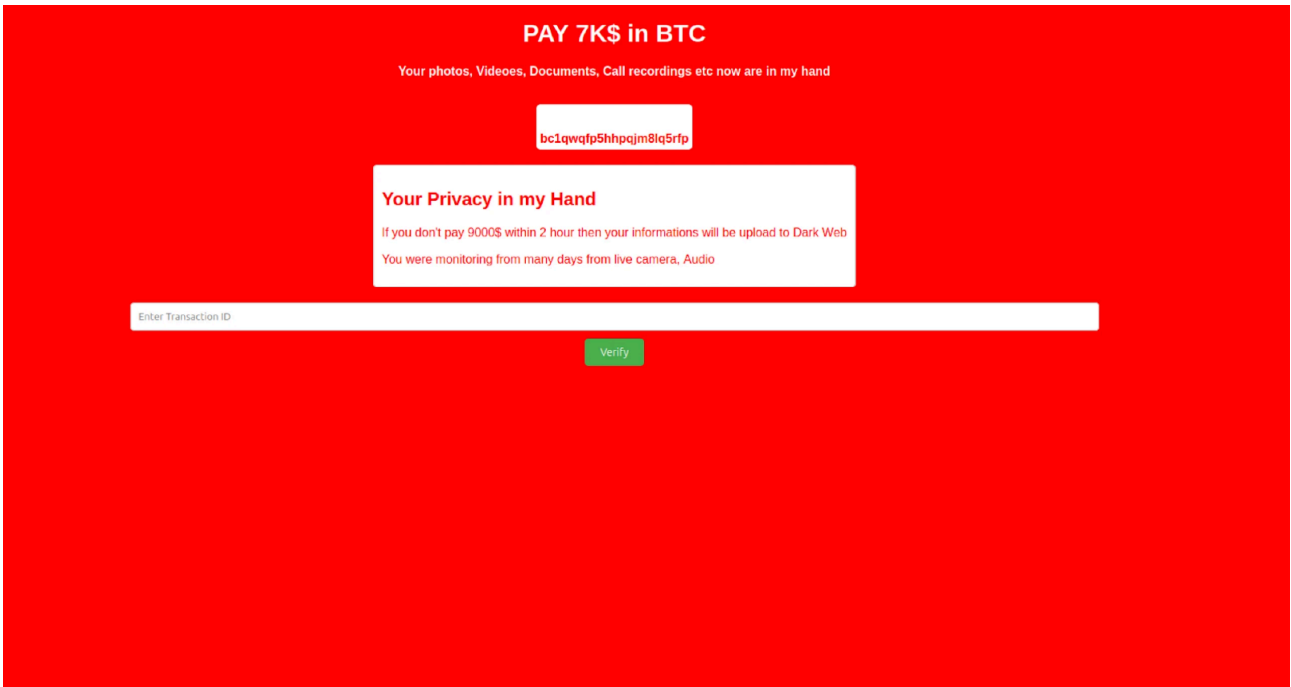 PAY 7K$ in BTC
Your photos, Videoes, Documents, Call recordings etc now are in my hand
bc1qwqfp5hhpqjm8lq5rfp
Your Privacy in my Hand
If you don't pay 9000$ within 2 hour then your informations will be upload to Dark Web
You were monitoring from many days from live camera, Audio
Enter Transaction ID
Verify